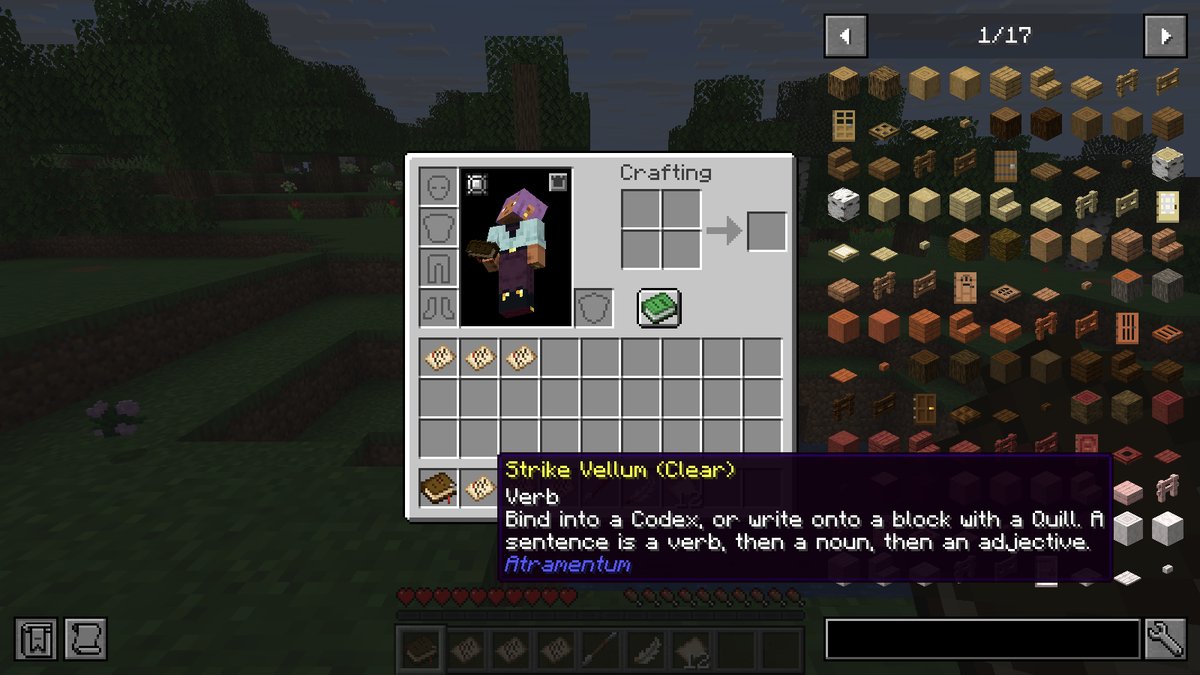 1/17
Crafting
Strike Vellum (Clear)
Verb
Bind into a Codex, or write onto a block with a Quill. A
sentence is a verb, then a noun, then an adjective.
Atramentum
12